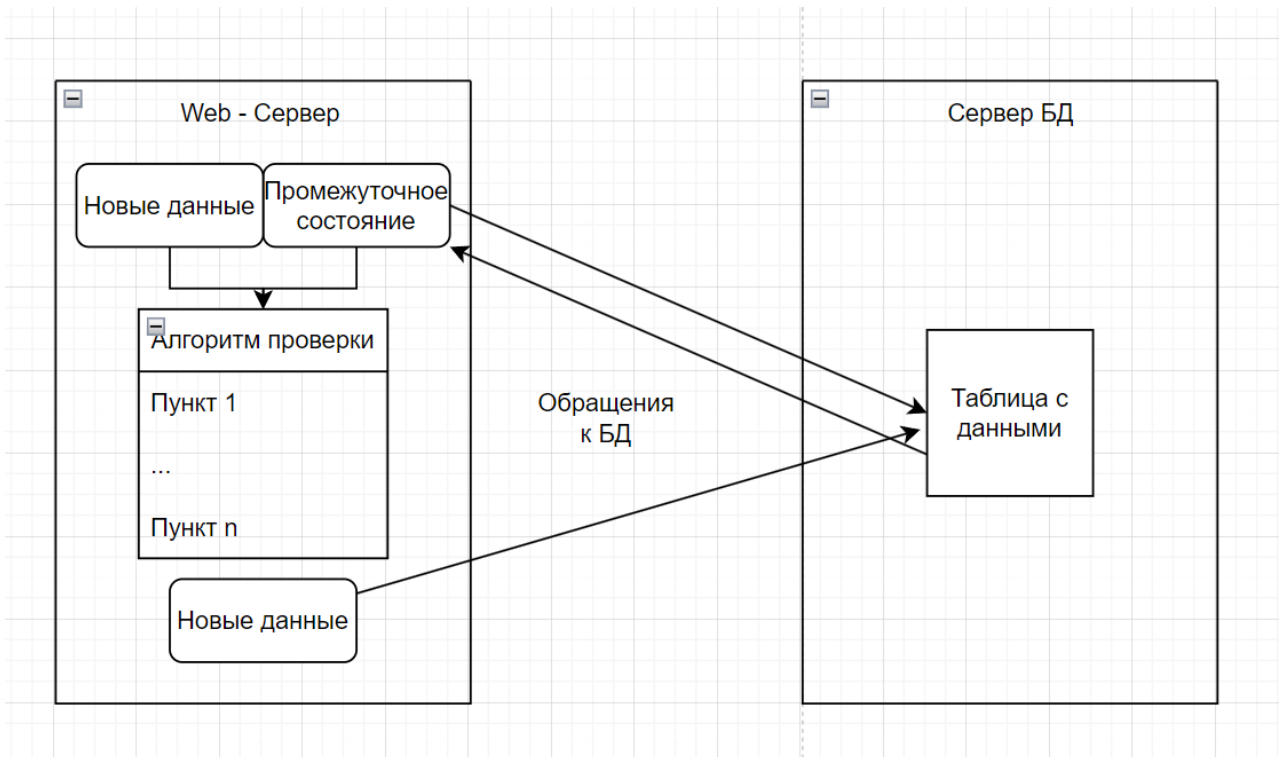 Web - Сервер
Новые данные
Промежуточное
состояние
Алгоритм проверки
Пункт 1
...
Пункт n
Новые данные
Обращения
к БД
Сервер БД
Таблица с
данными